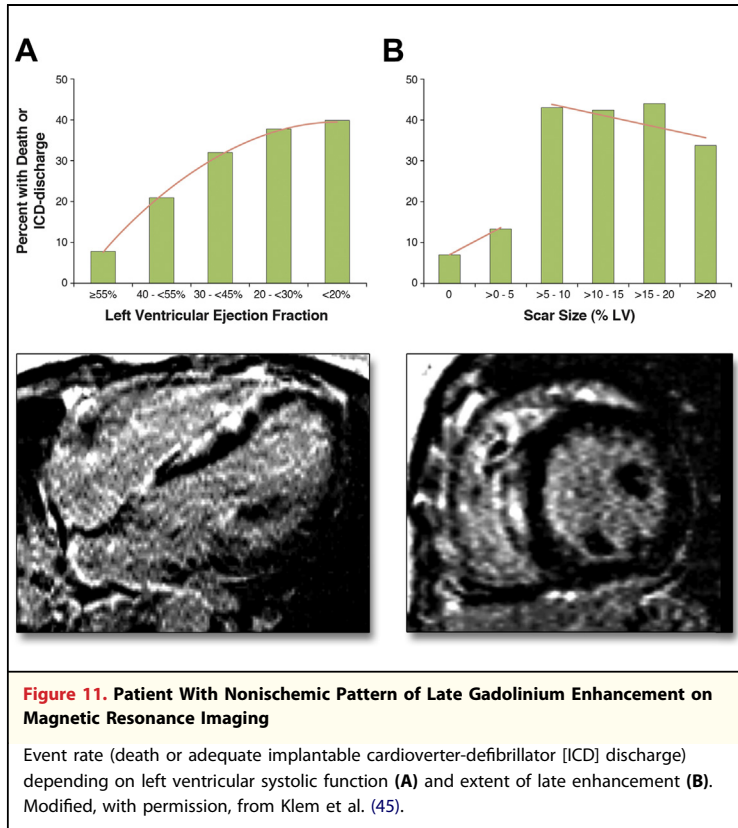 A
B
Percent with Death or
ICD-discharge
50
40
30
20
10
0
≥55%
40 - <55%
30 - <45%
20 - <30%
<20%
Left Ventricular Ejection Fraction
50
40
30
20
10
0
0
>0 - 5
>5 - 10
>10 - 15
>15 - 20
>20
Scar Size (% LV)
Figure 11. Patient With Nonischemic Pattern of Late Gadolinium Enhancement on
Magnetic Resonance Imaging
Event rate (death or adequate implantable cardioverter-defibrillator [ICD] discharge)
depending on left ventricular systolic function (A) and extent of late enhancement (B).
Modified, with permission, from Klem et al. (45).